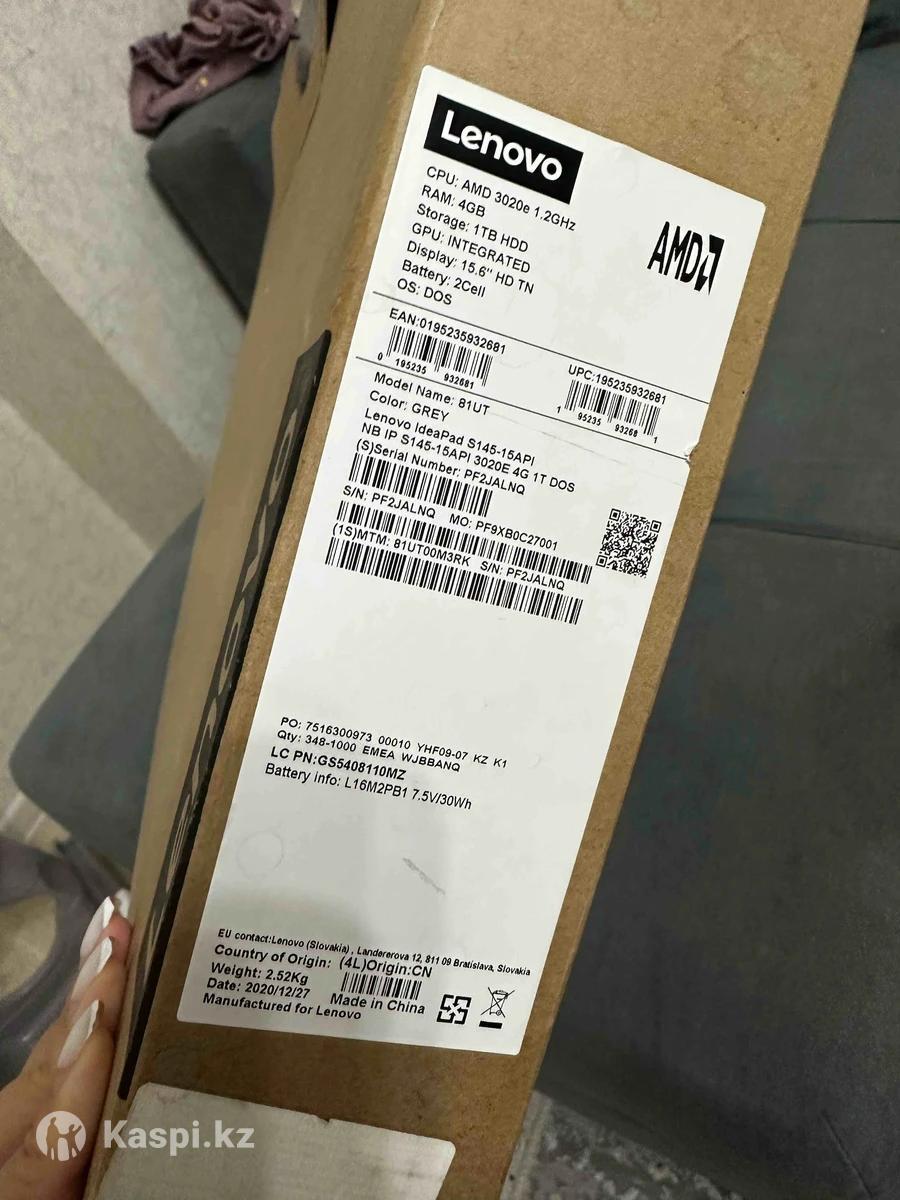 Lenovo
CPU: AMD 3020e 1.2GHz
RAM: 4GB
Storage: 1TB HDD
GPU: INTEGRATED
Display: 15.6" HD TN
Battery: 2Cell
OS: DOS
AMD
EAN:0195235932681
0 195235 932681
UPC:195235932681
1 95235 93268 1
Model Name: 81UT
Color: GREY
Lenovo IdeaPad S145-15API
NB IP S145-15API 3020E 4G 1T DOS
(S)Serial Number: PF2JALNQ
S/N: PF2JALNQ MO: PF9XB0C27001
(1S)MTM: 81UT00M3RK S/N: PF2JALNQ
PO: 7516300973 00010 YHF09-07 KZ K1
Qty: 348-1000 EMEA WJBBANQ
LC PN:GS5408110MZ
Battery info: L16M2PB1 7.5V/30Wh
EU contact:Lenovo (Slovakia) , Landererova 12, 811 09 Bratislava, Slovakia
Country of Origin: (4L)Origin:CN
Weight: 2.52Kg
Date: 2020/12/27 Made in China
Manufactured for Lenovo
Lenovo
Kaspi.kz